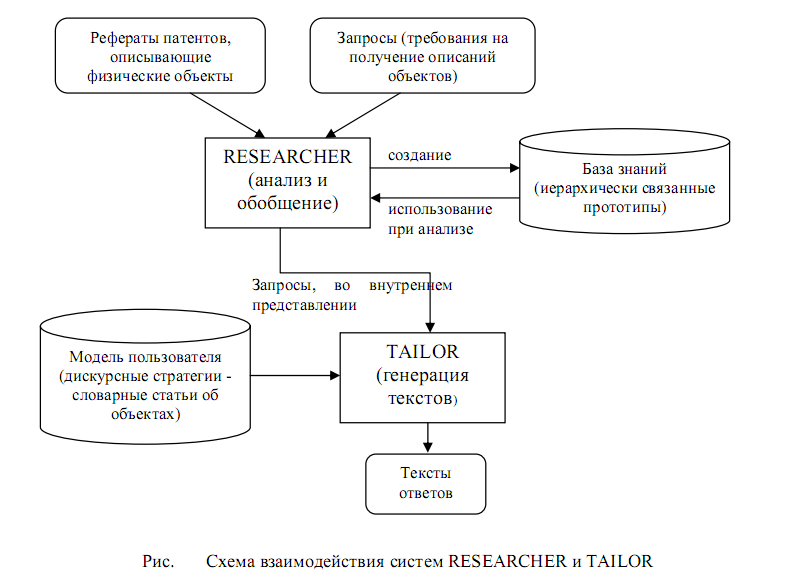 Рефераты патентов,
описывающие
физические объекты
Запросы (требования на
получение описаний
объектов)
RESEARCHER
(анализ и
обобщение)
создание
использование
при анализе
База знаний
(иерархически связанные
прототипы)
Запросы, во внутреннем
представлении
Модель пользователя
(дискурсные стратегии -
словарные статьи об
объектах)
TAILOR
(генерация
текстов)
Тексты
ответов
Рис. Схема взаимодействия систем RESEARCHER и TAILOR